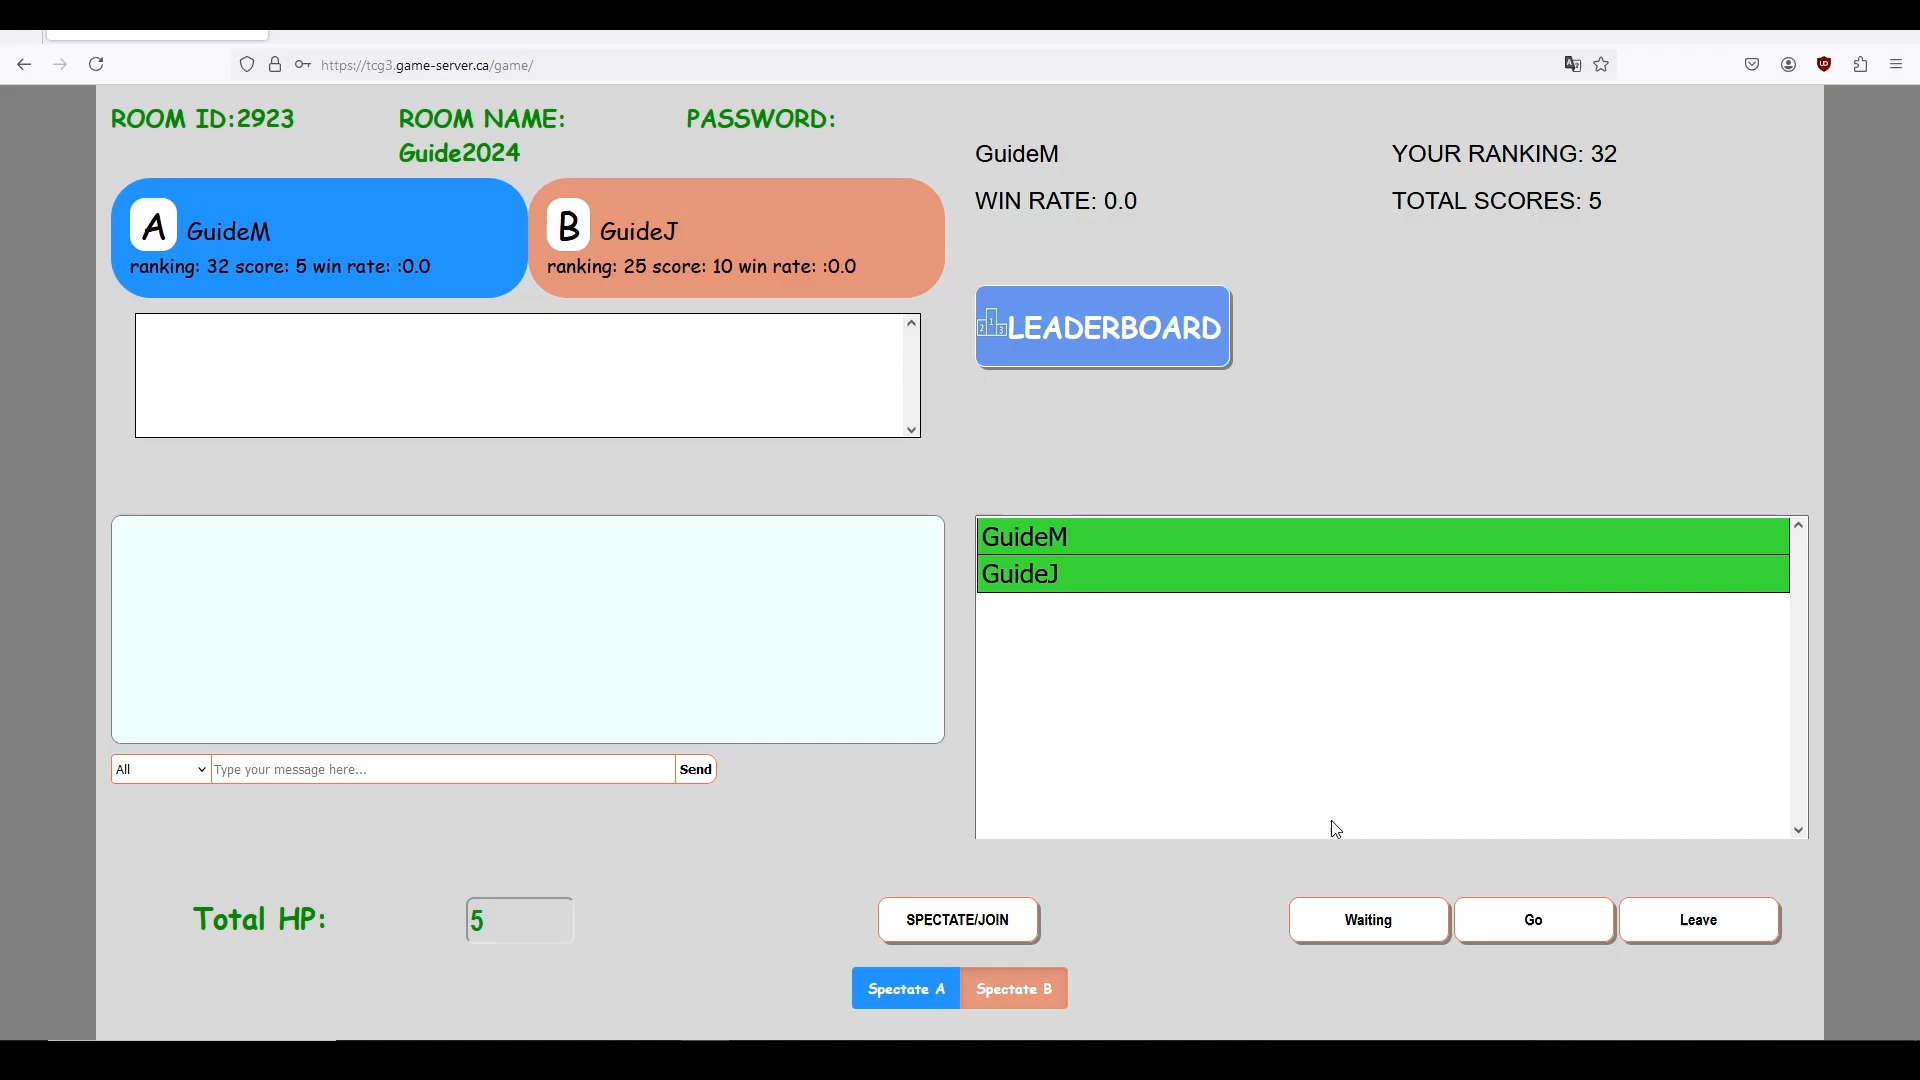 https://tcg3.game-server.ca/game/
ROOM ID:2923
ROOM NAME:
Guide2024
PASSWORD:
GuideM
YOUR RANKING: 32
WIN RATE: 0.0
TOTAL SCORES: 5
A GuideM
ranking: 32 score: 5 win rate: :0.0
B GuideJ
ranking: 25 score: 10 win rate: :0.0
LEADERBOARD
GuideM
GuideJ
All
Type your message here...
Send
Total HP:
5
SPECTATE/JOIN
Waiting
Go
Leave
Spectate A
Spectate B